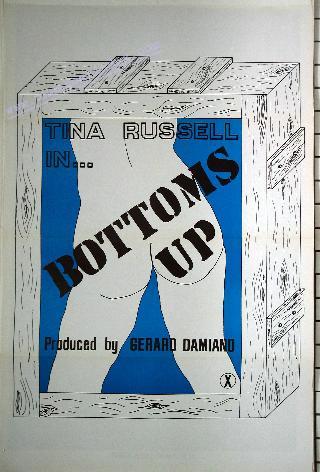 TINA RUSSELL
IN...
BOTTOMS
UP
Produced by GERARD DAMIANO
X